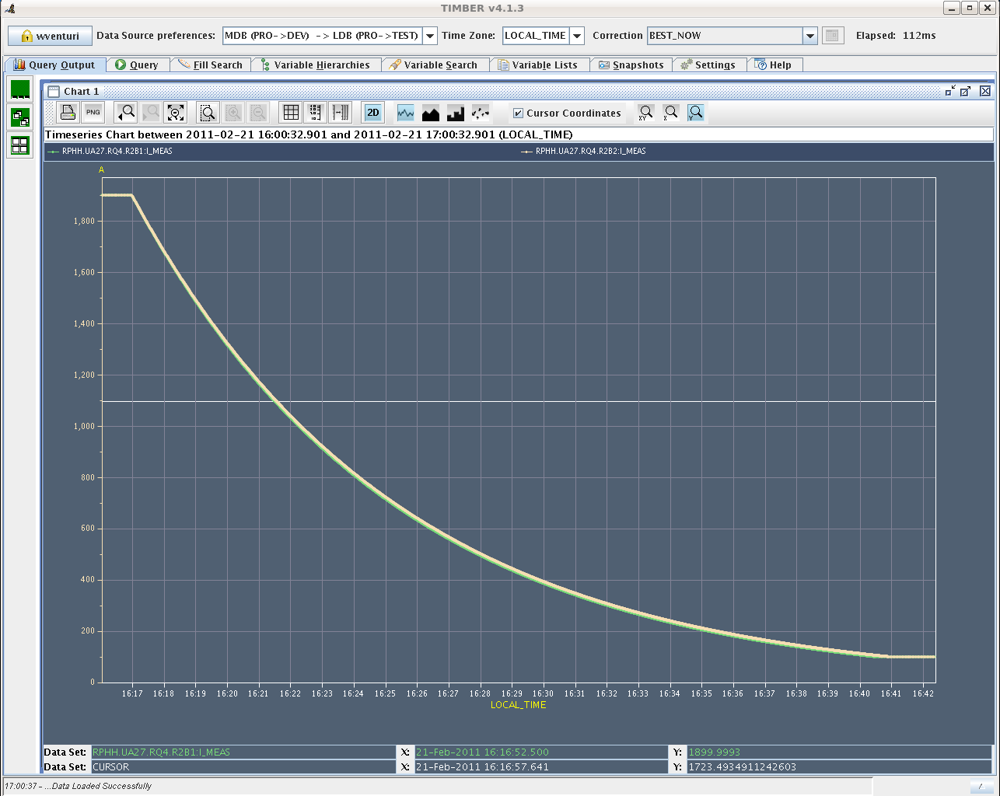 TIMBER v4.1.3
wventuri Data Source preferences: MDB (PRO->DEV) -> LDB (PRO->TEST) Time Zone: LOCAL_TIME Correction BEST_NOW Elapsed: 112ms
Query Output Query Fill Search Variable Hierarchies Variable Search Variable Lists Snapshots Settings Help
Chart 1
PNG 2D Cursor Coordinates XY X Y
Timeseries Chart between 2011-02-21 16:00:32.901 and 2011-02-21 17:00:32.901 (LOCAL_TIME)
RPHH.UA27.RQ4.R2B1:I_MEAS RPHH.UA27.RQ4.R2B2:I_MEAS
A
1,800
1,600
1,400
1,200
1,000
800
600
400
200
0
16:17 16:18 16:19 16:20 16:21 16:22 16:23 16:24 16:25 16:26 16:27 16:28 16:29 16:30 16:31 16:32 16:33 16:34 16:35 16:36 16:37 16:38 16:39 16:40 16:41 16:42
LOCAL_TIME
Data Set: RPHH.UA27.RQ4.R2B1:I_MEAS X: 21-Feb-2011 16:16:52.500 Y: 1899.9993
Data Set: CURSOR X: 21-Feb-2011 16:16:57.641 Y: 1723.4934911242603
17:00:37 - ...Data Loaded Successfully